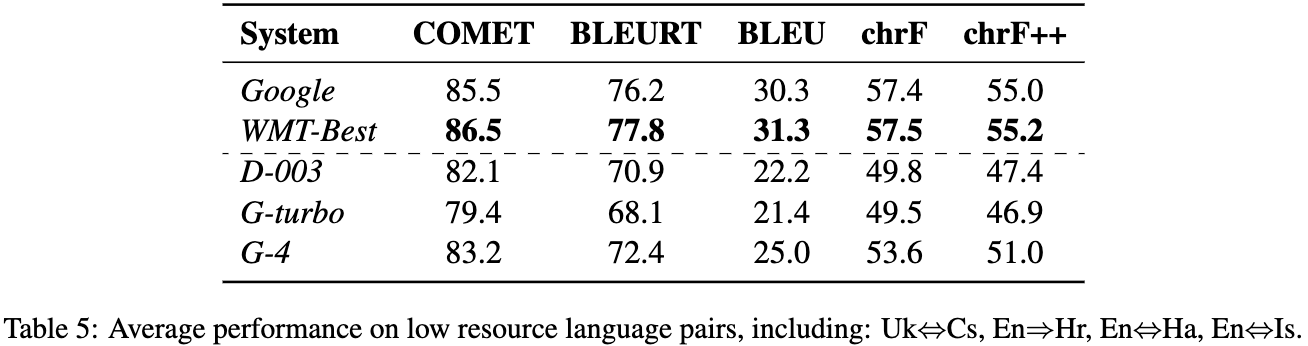 System COMET BLEURT BLEU chrF chrF++
Google 85.5 76.2 30.3 57.4 55.0
WMT-Best 86.5 77.8 31.3 57.5 55.2
D-003 82.1 70.9 22.2 49.8 47.4
G-turbo 79.4 68.1 21.4 49.5 46.9
G-4 83.2 72.4 25.0 53.6 51.0
Table 5: Average performance on low resource language pairs, including: Uk⇔Cs, En⇒Hr, En⇔Ha, En⇔Is.